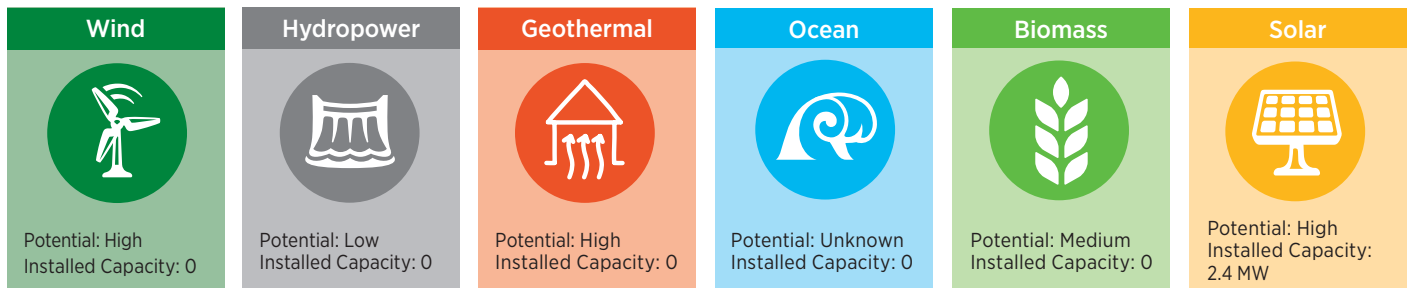 Wind
Potential: High
Installed Capacity: 0
Hydropower
Potential: Low
Installed Capacity: 0
Geothermal
Potential: High
Installed Capacity: 0
Ocean
Potential: Unknown
Installed Capacity: 0
Biomass
Potential: Medium
Installed Capacity: 0
Solar
Potential: High
Installed Capacity:
2.4 MW